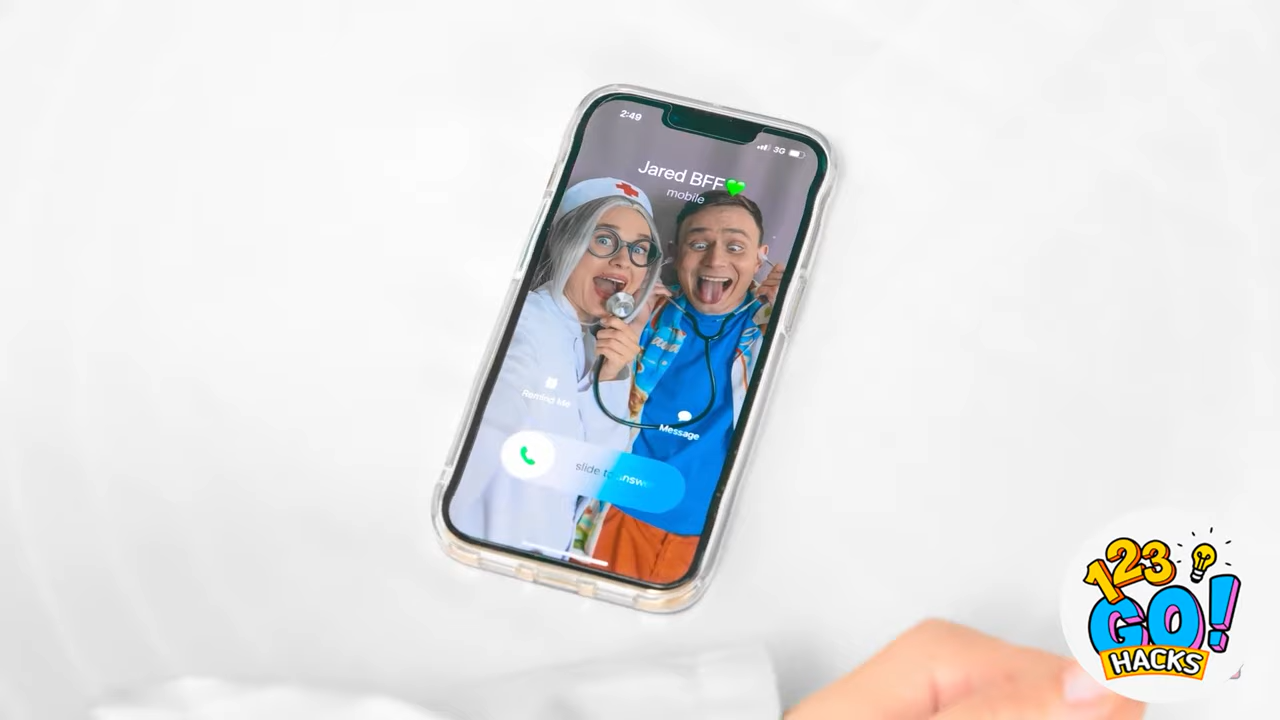 2:49
3G
Jared BFF💚
mobile
Remind Me
Message
slide to answer
123
GO!
HACKS